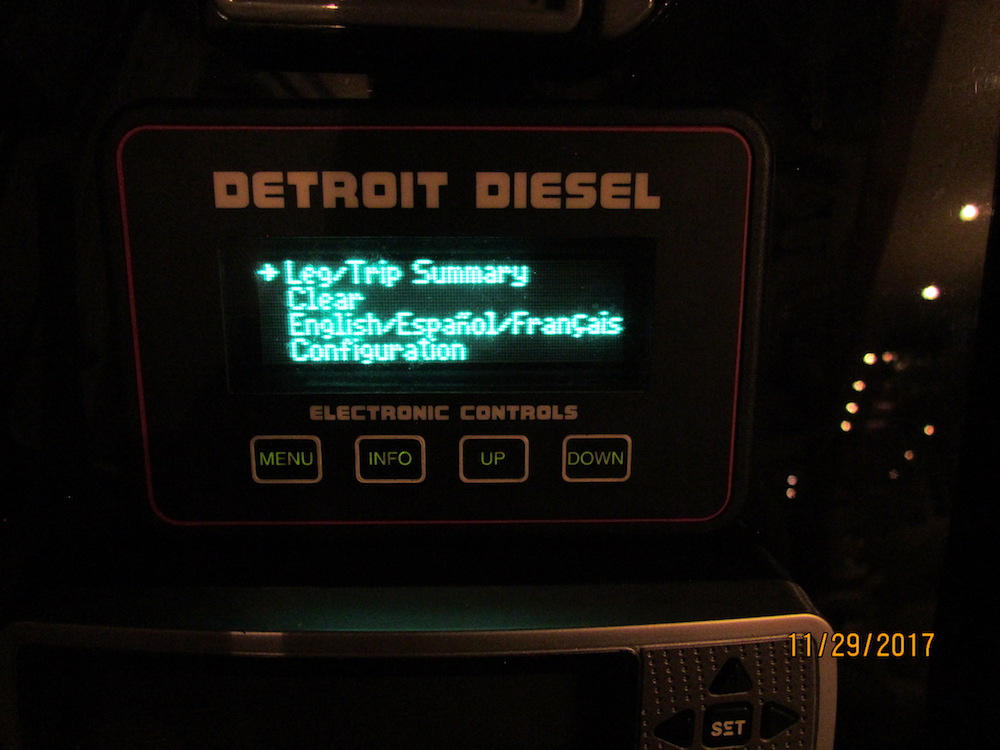 DETROIT DIESEL
→ Leg/Trip Summary
Clear
English/Español/Français
Configuration
ELECTRONIC CONTROLS
MENU INFO UP DOWN
11/29/2017
SET